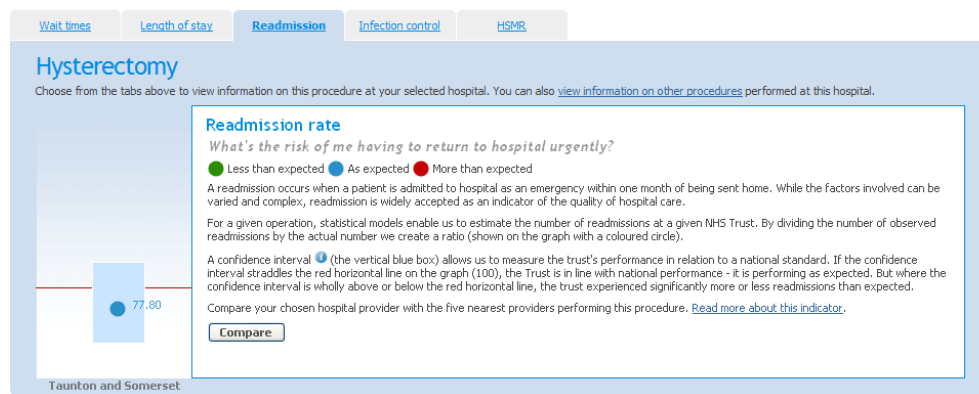 Wait times Length of stay Readmission Infection control HSMR
Hysterectomy
Choose from the tabs above to view information on this procedure at your selected hospital. You can also view information on other procedures performed at this hospital.
Readmission rate
What's the risk of me having to return to hospital urgently?
Less than expected As expected More than expected
A readmission occurs when a patient is admitted to hospital as an emergency within one month of being sent home. While the factors involved can be
varied and complex, readmission is widely accepted as an indicator of the quality of hospital care.
For a given operation, statistical models enable us to estimate the number of readmissions at a given NHS Trust. By dividing the number of observed
readmissions by the actual number we create a ratio (shown on the graph with a coloured circle).
A confidence interval i (the vertical blue box) allows us to measure the trust's performance in relation to a national standard. If the confidence
interval straddles the red horizontal line on the graph (100), the Trust is in line with national performance - it is performing as expected. But where the
confidence interval is wholly above or below the red horizontal line, the trust experienced significantly more or less readmissions than expected.
Compare your chosen hospital provider with the five nearest providers performing this procedure. Read more about this indicator.
Compare
77.80
Taunton and Somerset